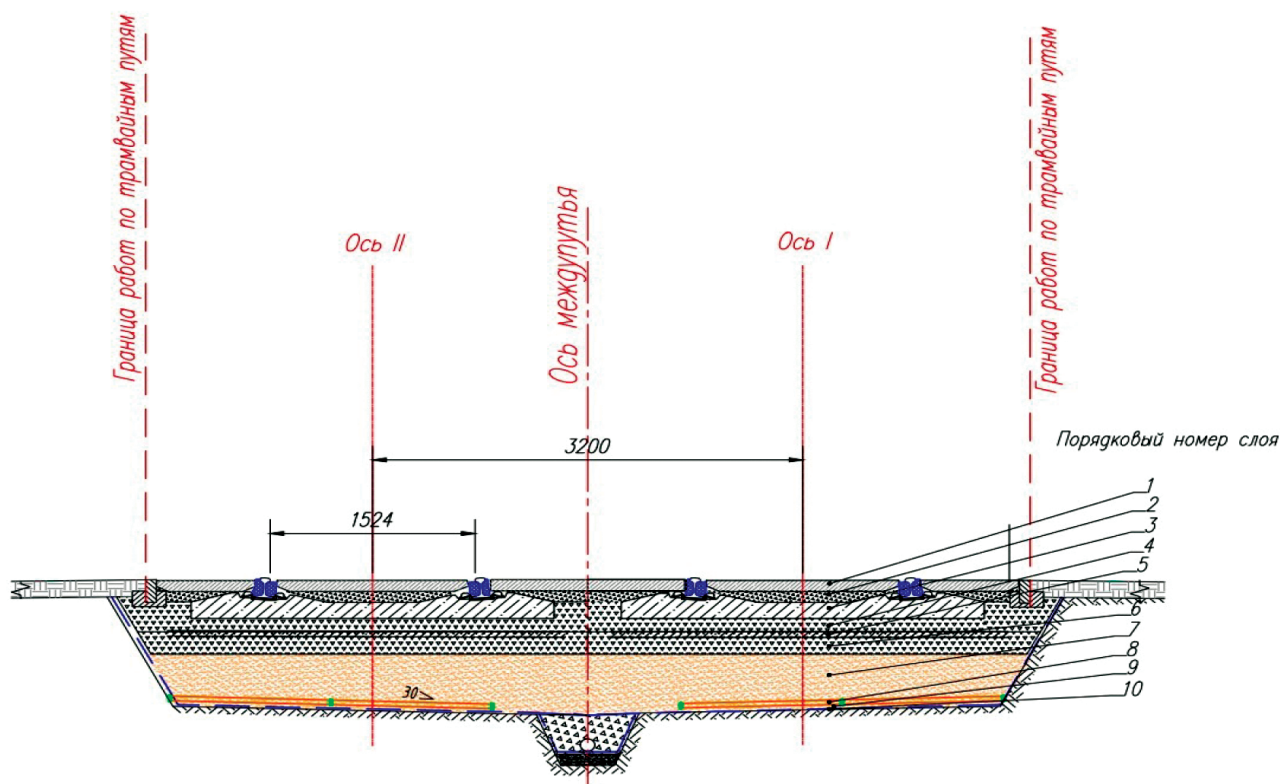 Граница работ по трамвайным путям
Ось II
Ось междупутья
Ось I
Граница работ по трамвайным путям
3200
Порядковый номер слоя
1524
1
2
3
4
5
6
7
8
9
10
30